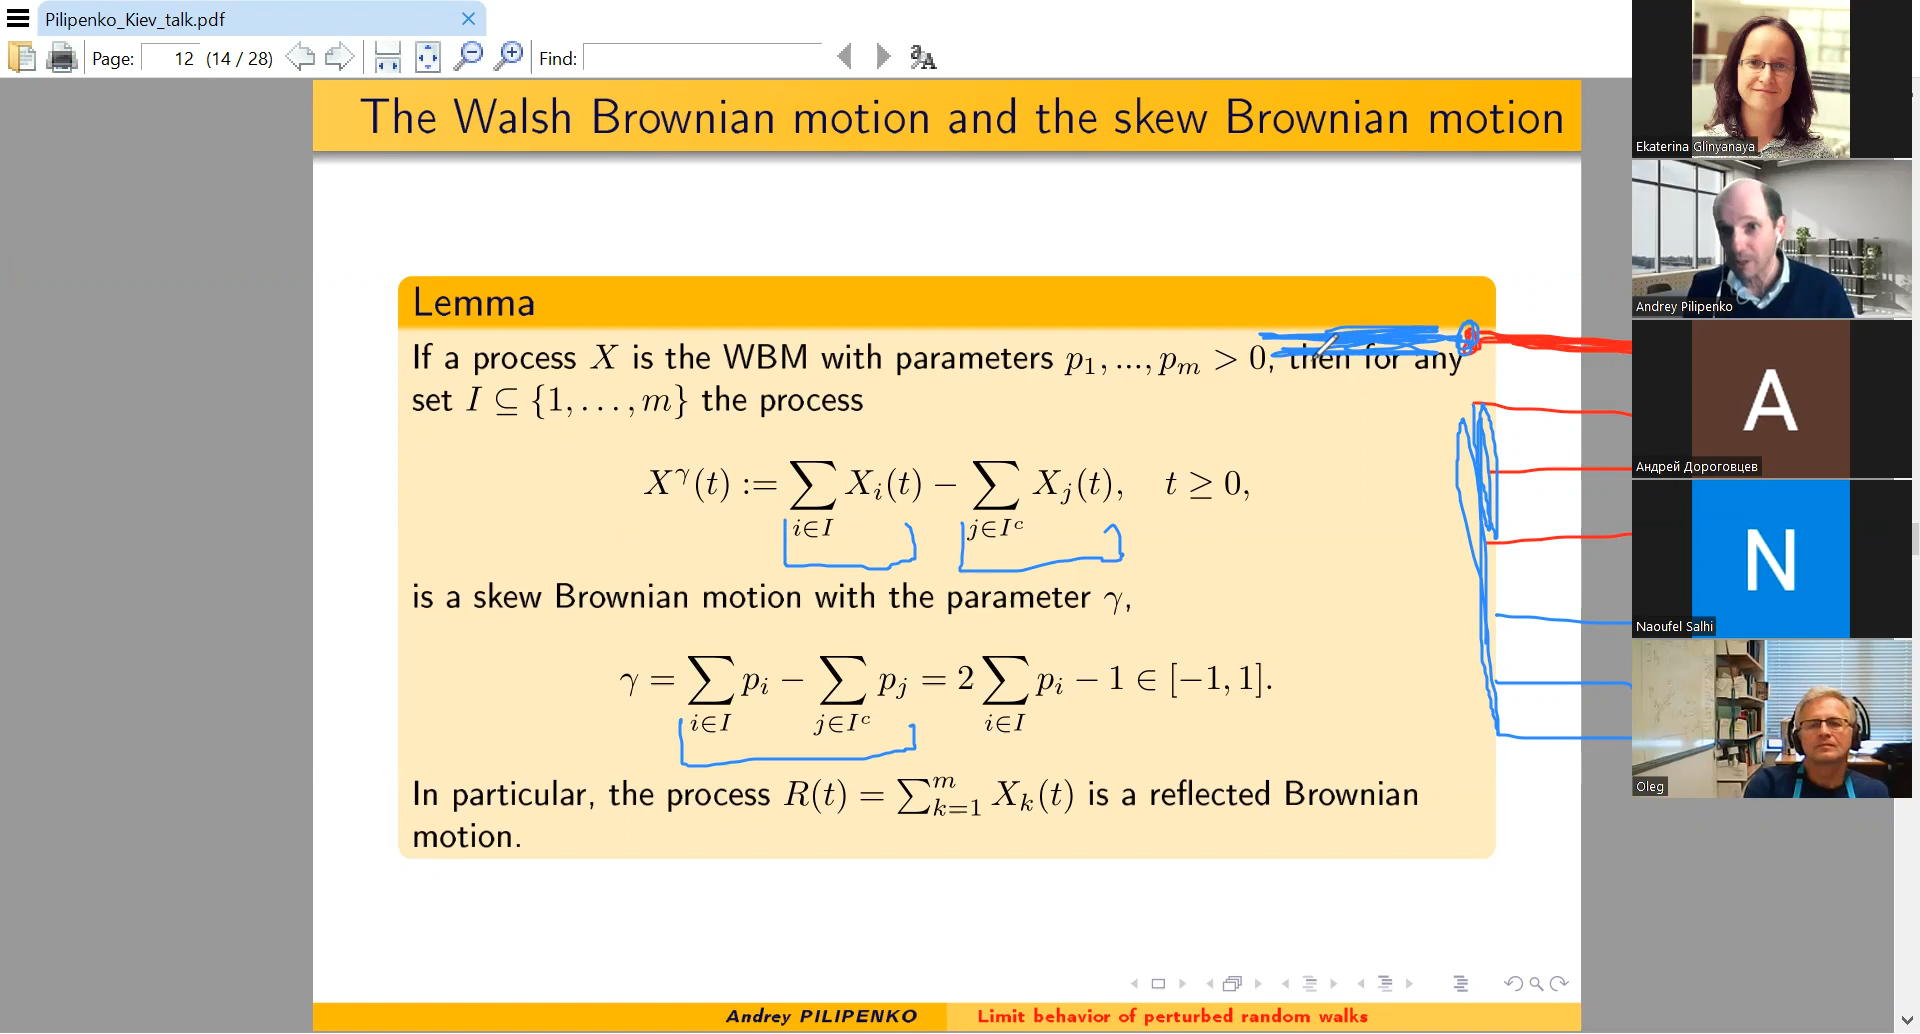 Pilipenko_Kiev_talk.pdf
Page: 12 (14 / 28) Find:
The Walsh Brownian motion and the skew Brownian motion
Lemma
If a process X is the WBM with parameters p₁, ..., pₘ > 0, then for any
set I ⊆ {1, . . . , m} the process
X^γ(t) := ∑_{i∈I} X_i(t) − ∑_{j∈I^c} X_j(t), t ≥ 0,
is a skew Brownian motion with the parameter γ,
γ = ∑_{i∈I} p_i − ∑_{j∈I^c} p_j = 2 ∑_{i∈I} p_i − 1 ∈ [−1, 1].
In particular, the process R(t) = ∑_{k=1}^{m} X_k(t) is a reflected Brownian
motion.
Andrey PILIPENKO Limit behavior of perturbed random walks
Ekaterina Glinyanaya
Andrey Pilipenko
A
Андрей Дороговцев
N
Naoufel Salhi
Oleg